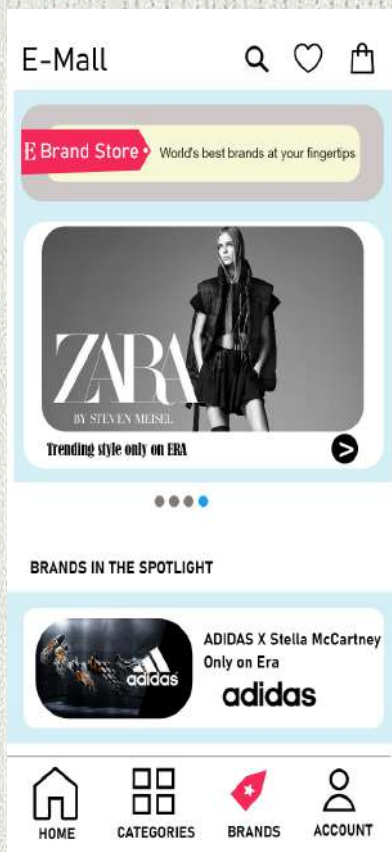 E-Mall
E Brand Store
World's best brands at your fingertips
ZARA
BY STEVEN MEISEL
Trending style only on ERA
BRANDS IN THE SPOTLIGHT
adidas
ADIDAS X Stella McCartney
Only on Era
adidas
HOME
CATEGORIES
BRANDS
ACCOUNT